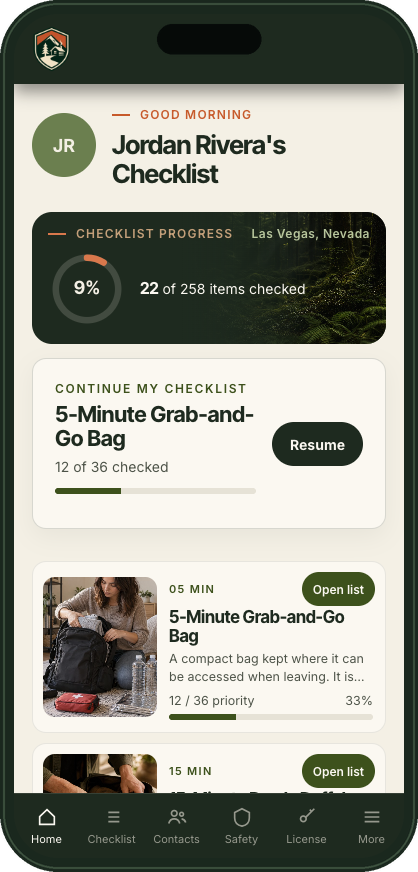 GOOD MORNING
JR
Jordan Rivera's
Checklist
CHECKLIST PROGRESS
Las Vegas, Nevada
9%
22 of 258 items checked
CONTINUE MY CHECKLIST
5-Minute Grab-and-
Go Bag
12 of 36 checked
Resume
05 MIN
Open list
5-Minute Grab-and-Go
Bag
A compact bag kept where it can
be accessed when leaving. It is...
12 / 36 priority
33%
15 MIN
Open list
Home
Checklist
Contacts
Safety
License
More